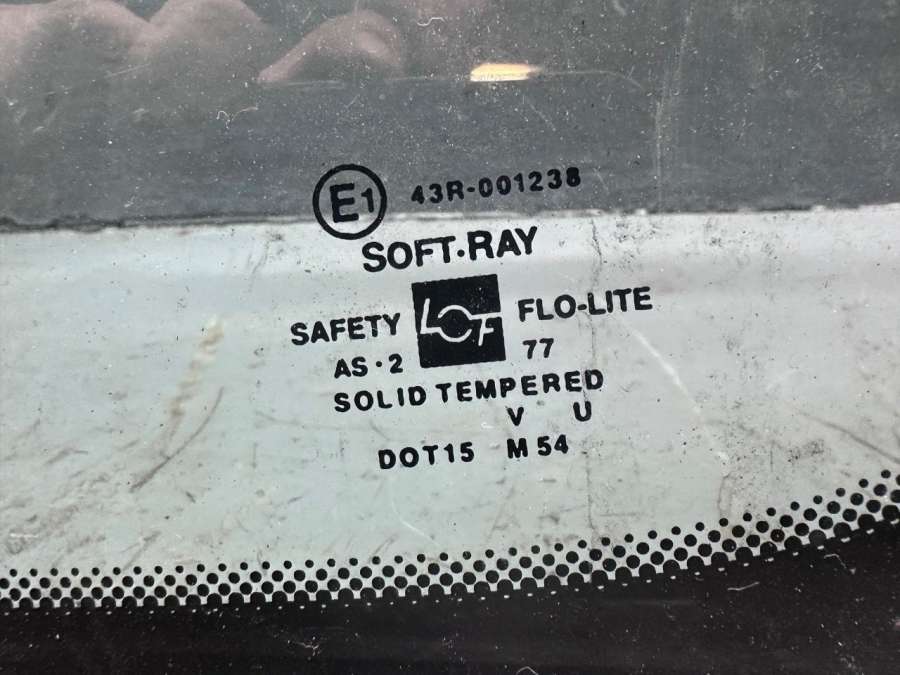 E1 43R-001238
SOFT·RAY
SAFETY LOF FLO-LITE
AS·2 77
SOLID TEMPERED
V U
DOT15 M54